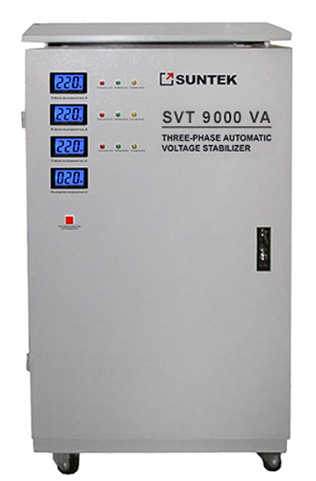 SUNTEK
220.
220.
220.
020.
SVT 9000 VA
THREE-PHASE AUTOMATIC
VOLTAGE STABILIZER